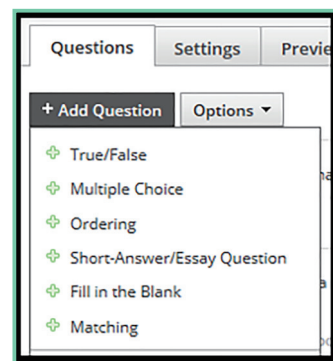 Questions Settings Previe
+ Add Question Options
True/False
Multiple Choice
Ordering
Short-Answer/Essay Question
Fill in the Blank
Matching